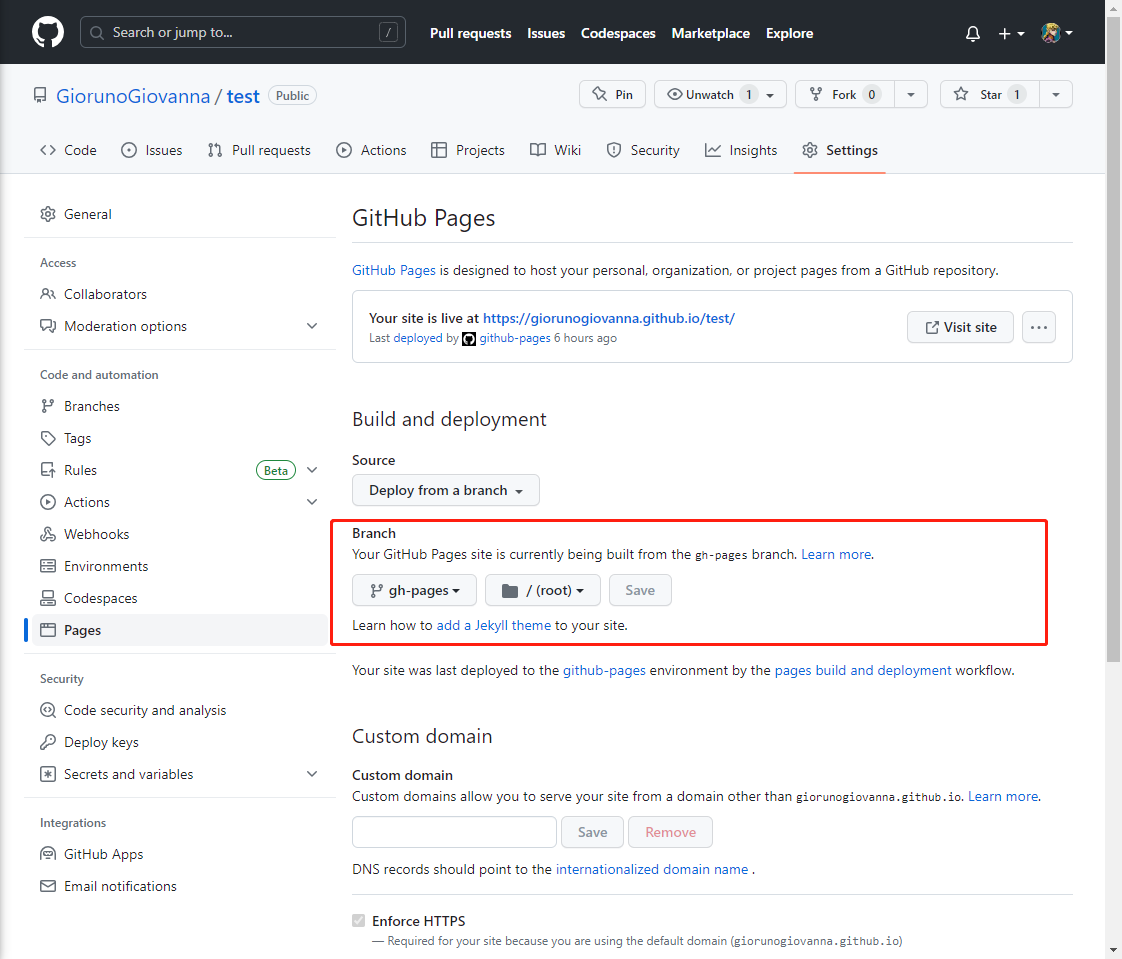 Search or jump to... /
Pull requests Issues Codespaces Marketplace Explore
GiorunoGiovanna / test Public
Pin Unwatch 1 Fork 0 Star 1
Code Issues Pull requests Actions Projects Wiki Security Insights Settings
General
Access
Collaborators
Moderation options
Code and automation
Branches
Tags
Rules Beta
Actions
Webhooks
Environments
Codespaces
Pages
Security
Code security and analysis
Deploy keys
Secrets and variables
Integrations
GitHub Apps
Email notifications
GitHub Pages
GitHub Pages is designed to host your personal, organization, or project pages from a GitHub repository.
Your site is live at https://giorunogiovanna.github.io/test/
Last deployed by github-pages 6 hours ago
Visit site
Build and deployment
Source
Deploy from a branch
Branch
Your GitHub Pages site is currently being built from the gh-pages branch. Learn more.
gh-pages / (root) Save
Learn how to add a Jekyll theme to your site.
Your site was last deployed to the github-pages environment by the pages build and deployment workflow.
Custom domain
Custom domain
Custom domains allow you to serve your site from a domain other than giorunogiovanna.github.io. Learn more.
Save Remove
DNS records should point to the internationalized domain name .
Enforce HTTPS
— Required for your site because you are using the default domain (giorunogiovanna.github.io)